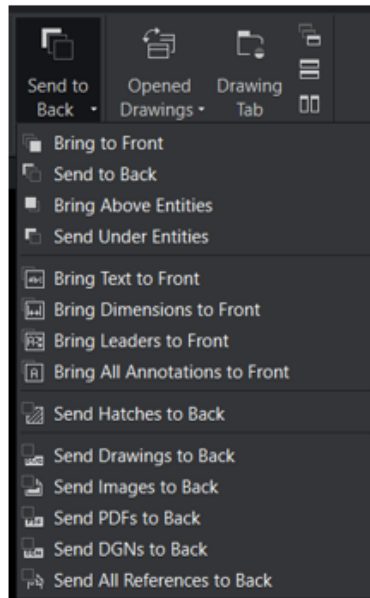 Send to
Back
Opened
Drawings
Drawing
Tab
Bring to Front
Send to Back
Bring Above Entities
Send Under Entities
Bring Text to Front
Bring Dimensions to Front
Bring Leaders to Front
Bring All Annotations to Front
Send Hatches to Back
Send Drawings to Back
Send Images to Back
Send PDFs to Back
Send DGNs to Back
Send All References to Back